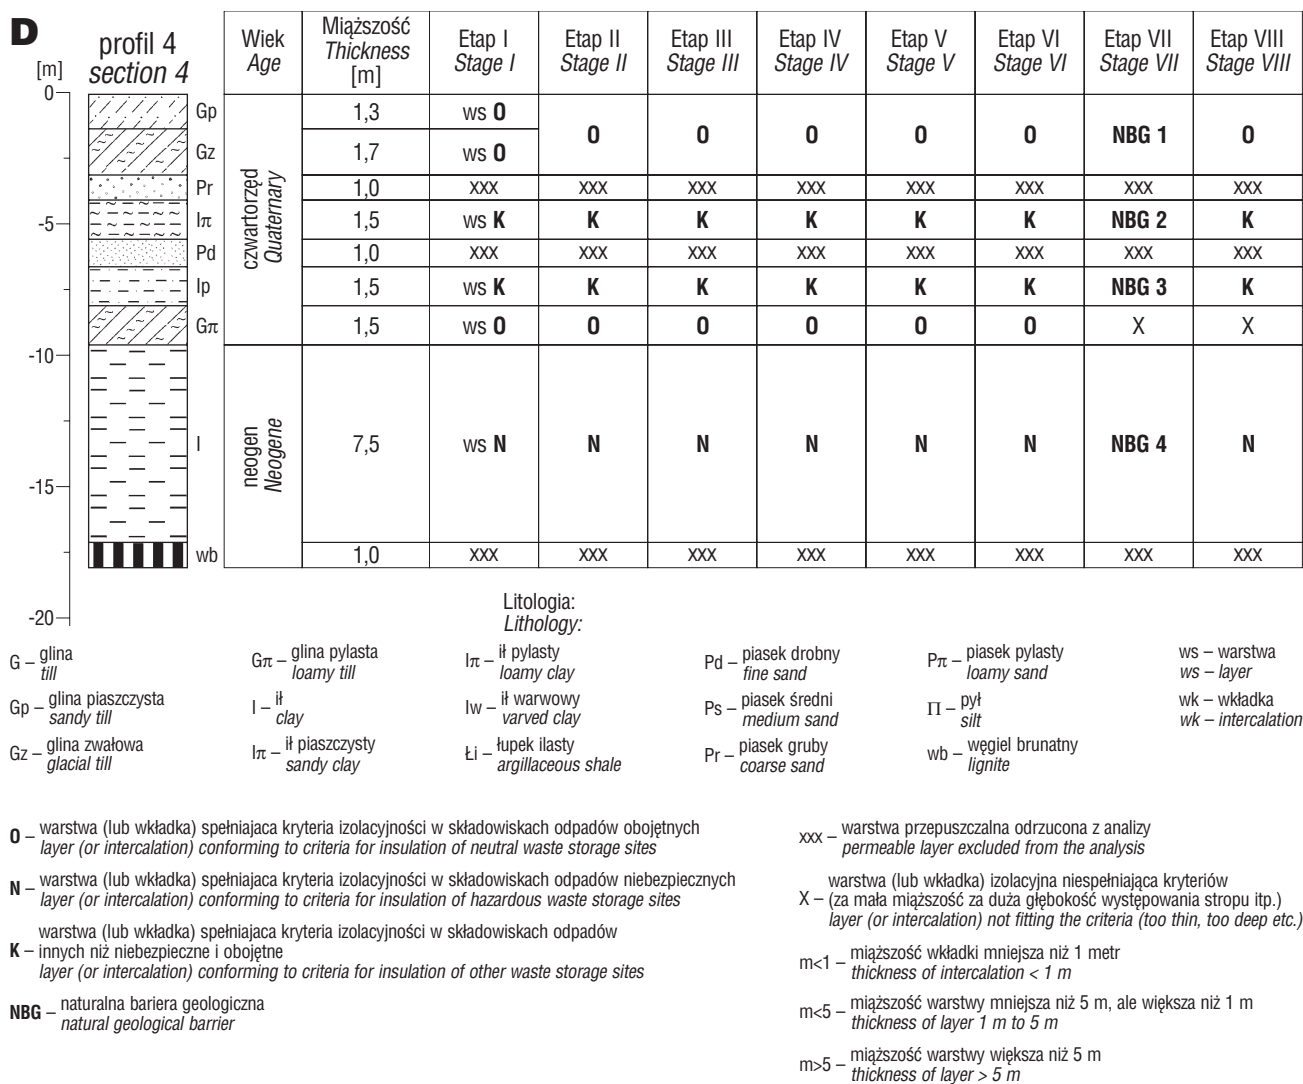 D
profil 4
section 4
[m]
Wiek
Age
Miąższość
Thickness
[m]
Etap I
Stage I
Etap II
Stage II
Etap III
Stage III
Etap IV
Stage IV
Etap V
Stage V
Etap VI
Stage VI
Etap VII
Stage VII
Etap VIII
Stage VIII
0
-5
-10
-15
-20
czwartorzęd
Quaternary
neogen
Neogene
Gp 1,3 ws O
Gz 1,7 ws O O O O O O NBG 1 O
Pr 1,0 xxx xxx xxx xxx xxx xxx xxx xxx
Iπ 1,5 ws K K K K K K NBG 2 K
Pd 1,0 xxx xxx xxx xxx xxx xxx xxx xxx
Ip 1,5 ws K K K K K K NBG 3 K
Gπ 1,5 ws O O O O O O X X
I 7,5 ws N N N N N N NBG 4 N
wb 1,0 xxx xxx xxx xxx xxx xxx xxx xxx
Litologia:
Lithology:
G – glina
till
Gp – glina piaszczysta
sandy till
Gz – glina zwałowa
glacial till
Gπ – glina pylasta
loamy till
I – ił
clay
Iπ – ił piaszczysty
sandy clay
Iπ – ił pylasty
loamy clay
Iw – ił warwowy
varved clay
Łi – łupek ilasty
argillaceous shale
Pd – piasek drobny
fine sand
Ps – piasek średni
medium sand
Pr – piasek gruby
coarse sand
Pπ – piasek pylasty
loamy sand
Π – pył
silt
wb – węgiel brunatny
lignite
ws – warstwa
ws – layer
wk – wkładka
wk – intercalation
O – warstwa (lub wkładka) spełniajaca kryteria izolacyjności w składowiskach odpadów obojętnych
layer (or intercalation) conforming to criteria for insulation of neutral waste storage sites
N – warstwa (lub wkładka) spełniajaca kryteria izolacyjności w składowiskach odpadów niebezpiecznych
layer (or intercalation) conforming to criteria for insulation of hazardous waste storage sites
warstwa (lub wkładka) spełniajaca kryteria izolacyjności w składowiskach odpadów
K – innych niż niebezpieczne i obojętne
layer (or intercalation) conforming to criteria for insulation of other waste storage sites
NBG – naturalna bariera geologiczna
natural geological barrier
xxx – warstwa przepuszczalna odrzucona z analizy
permeable layer excluded from the analysis
warstwa (lub wkładka) izolacyjna niespełniająca kryteriów
X – (za mała miąższość za duża głębokość występowania stropu itp.)
layer (or intercalation) not fitting the criteria (too thin, too deep etc.)
m<1 – miąższość wkładki mniejsza niż 1 metr
thickness of intercalation < 1 m
m<5 – miąższość warstwy mniejsza niż 5 m, ale większa niż 1 m
thickness of layer 1 m to 5 m
m>5 – miąższość warstwy większa niż 5 m
thickness of layer > 5 m